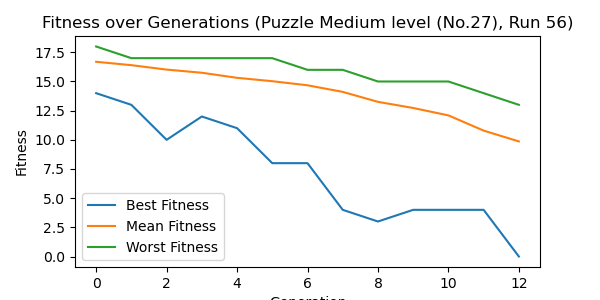 Fitness over Generations (Puzzle Medium level (No.27), Run 56)
17.5
15.0
12.5
10.0
7.5
5.0
2.5
0.0
Fitness
Best Fitness
Mean Fitness
Worst Fitness
0 2 4 6 8 10 12
Generation